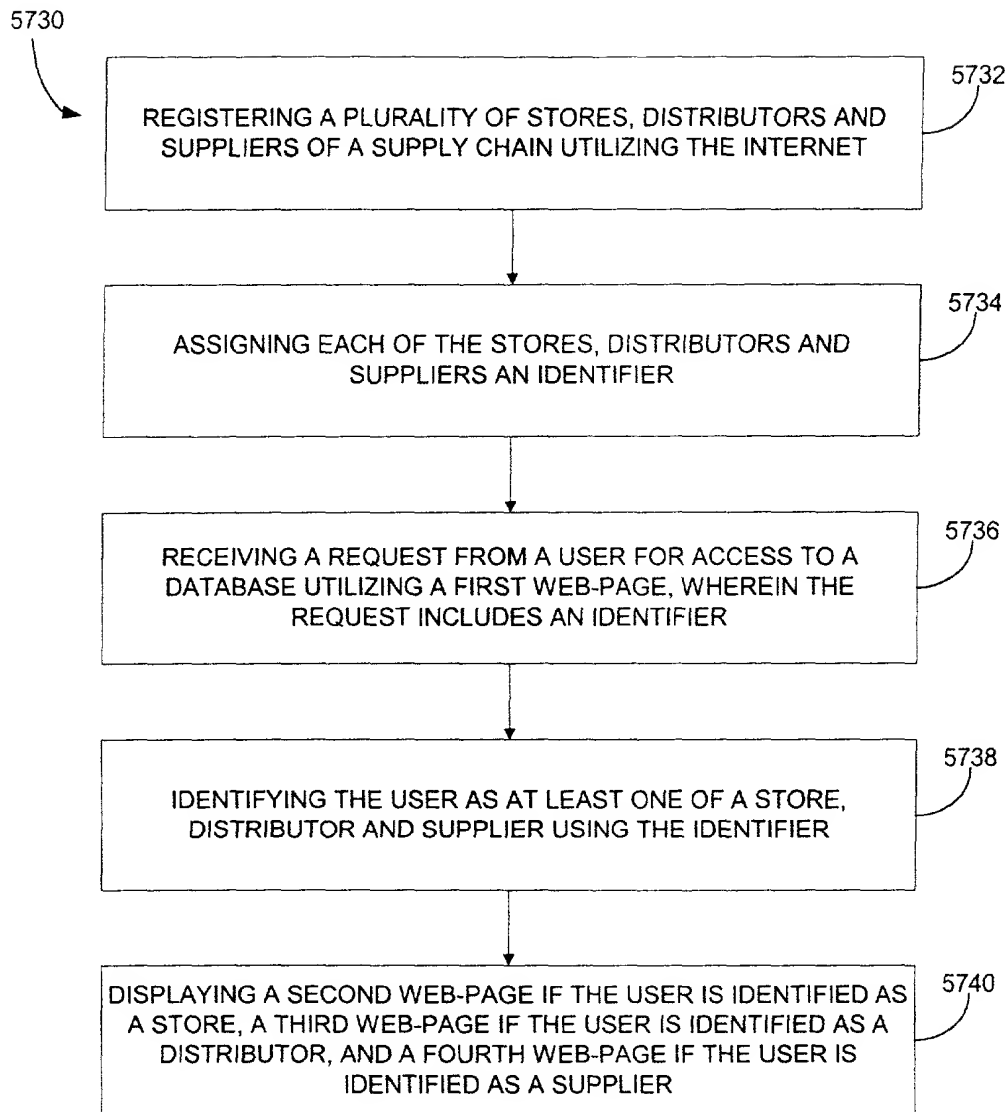 5730
5732
REGISTERING A PLURALITY OF STORES, DISTRIBUTORS AND
SUPPLIERS OF A SUPPLY CHAIN UTILIZING THE INTERNET
5734
ASSIGNING EACH OF THE STORES, DISTRIBUTORS AND
SUPPLIERS AN IDENTIFIER
5736
RECEIVING A REQUEST FROM A USER FOR ACCESS TO A
DATABASE UTILIZING A FIRST WEB-PAGE, WHEREIN THE
REQUEST INCLUDES AN IDENTIFIER
5738
IDENTIFYING THE USER AS AT LEAST ONE OF A STORE,
DISTRIBUTOR AND SUPPLIER USING THE IDENTIFIER
5740
DISPLAYING A SECOND WEB-PAGE IF THE USER IS IDENTIFIED AS
A STORE, A THIRD WEB-PAGE IF THE USER IS IDENTIFIED AS A
DISTRIBUTOR, AND A FOURTH WEB-PAGE IF THE USER IS
IDENTIFIED AS A SUPPLIER